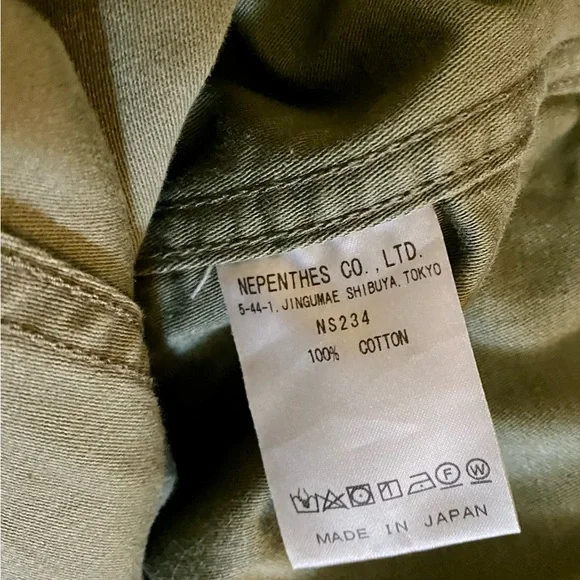 NEPENTHES CO., LTD.
5-44-1, JINGUMAE SHIBUYA, TOKYO
NS234
100% COTTON
F W
MADE IN JAPAN